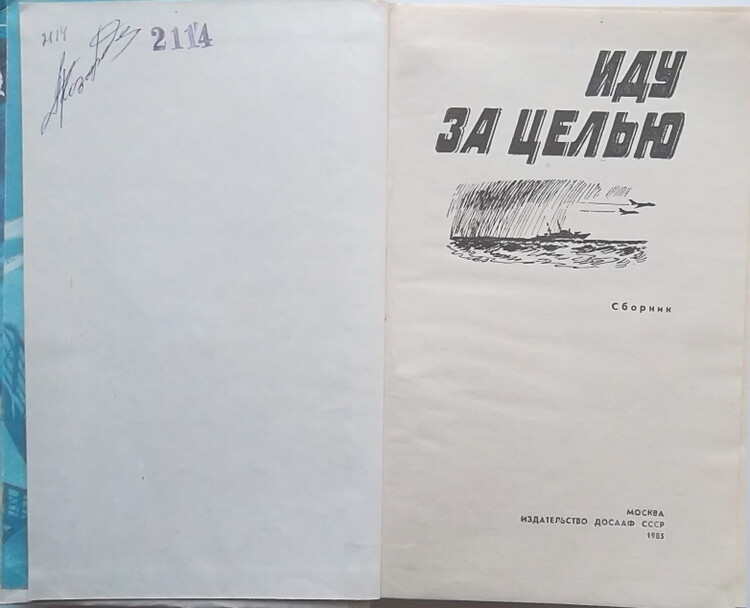 2114
2114
ИДУ
ЗА ЦЕЛЬЮ
Сборник
МОСКВА
ИЗДАТЕЛЬСТВО ДОСААФ СССР
1985